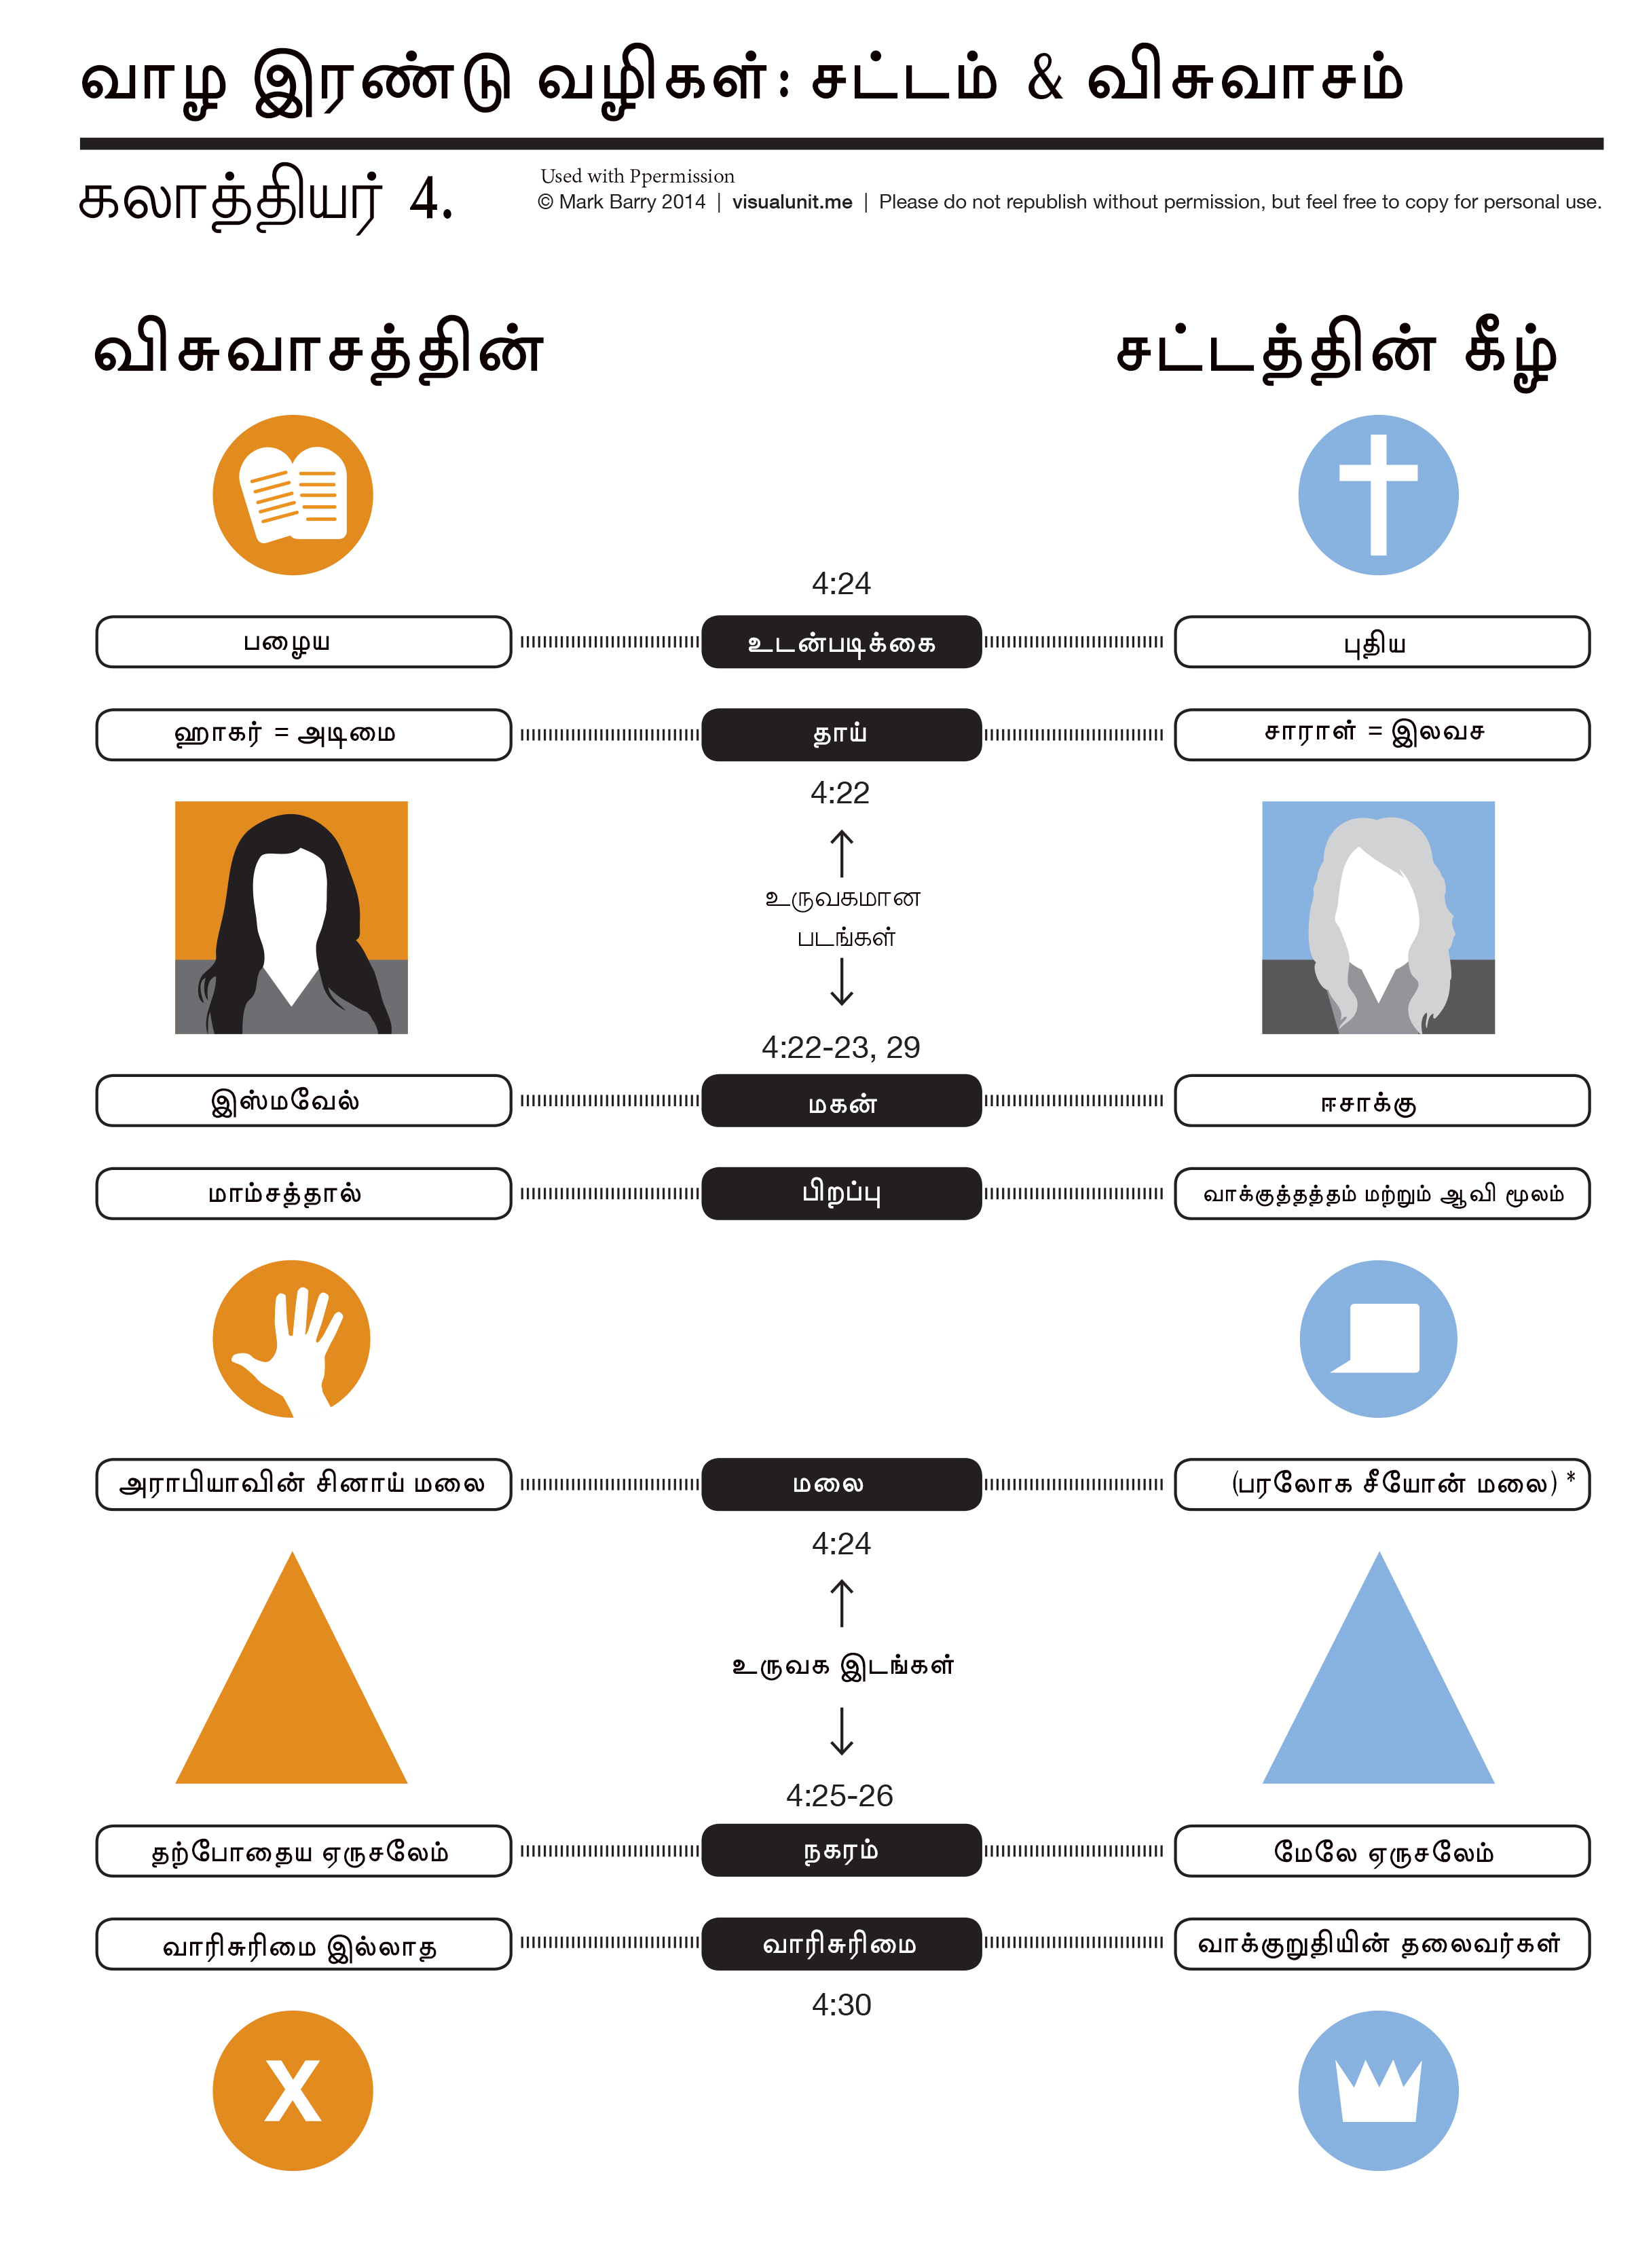 வாழ இரண்டு வழிகள்: சட்டம் & விசுவாசம்
கலாத்தியர் 4.
Used with Ppermission
© Mark Barry 2014 | visualunit.me | Please do not republish without permission, but feel free to copy for personal use.
விசுவாசத்தின் சட்டத்தின் கீழ்
4:24
பழைய உடன்படிக்கை புதிய
ஹாகர் = அடிமை தாய் சாராள் = இலவச
4:22
உருவகமான
படங்கள்
4:22-23, 29
இஸ்மவேல் மகன் ஈசாக்கு
மாம்சத்தால் பிறப்பு வாக்குத்தத்தம் மற்றும் ஆவி மூலம்
அராபியாவின் சினாய் மலை மலை (பரலோக சீயோன் மலை) *
4:24
உருவக இடங்கள்
4:25-26
தற்போதைய ஏருசலேம் நகரம் மேலே ஏருசலேம்
வாரிசுரிமை இல்லாத வாரிசுரிமை வாக்குறுதியின் தலைவர்கள்
4:30
X